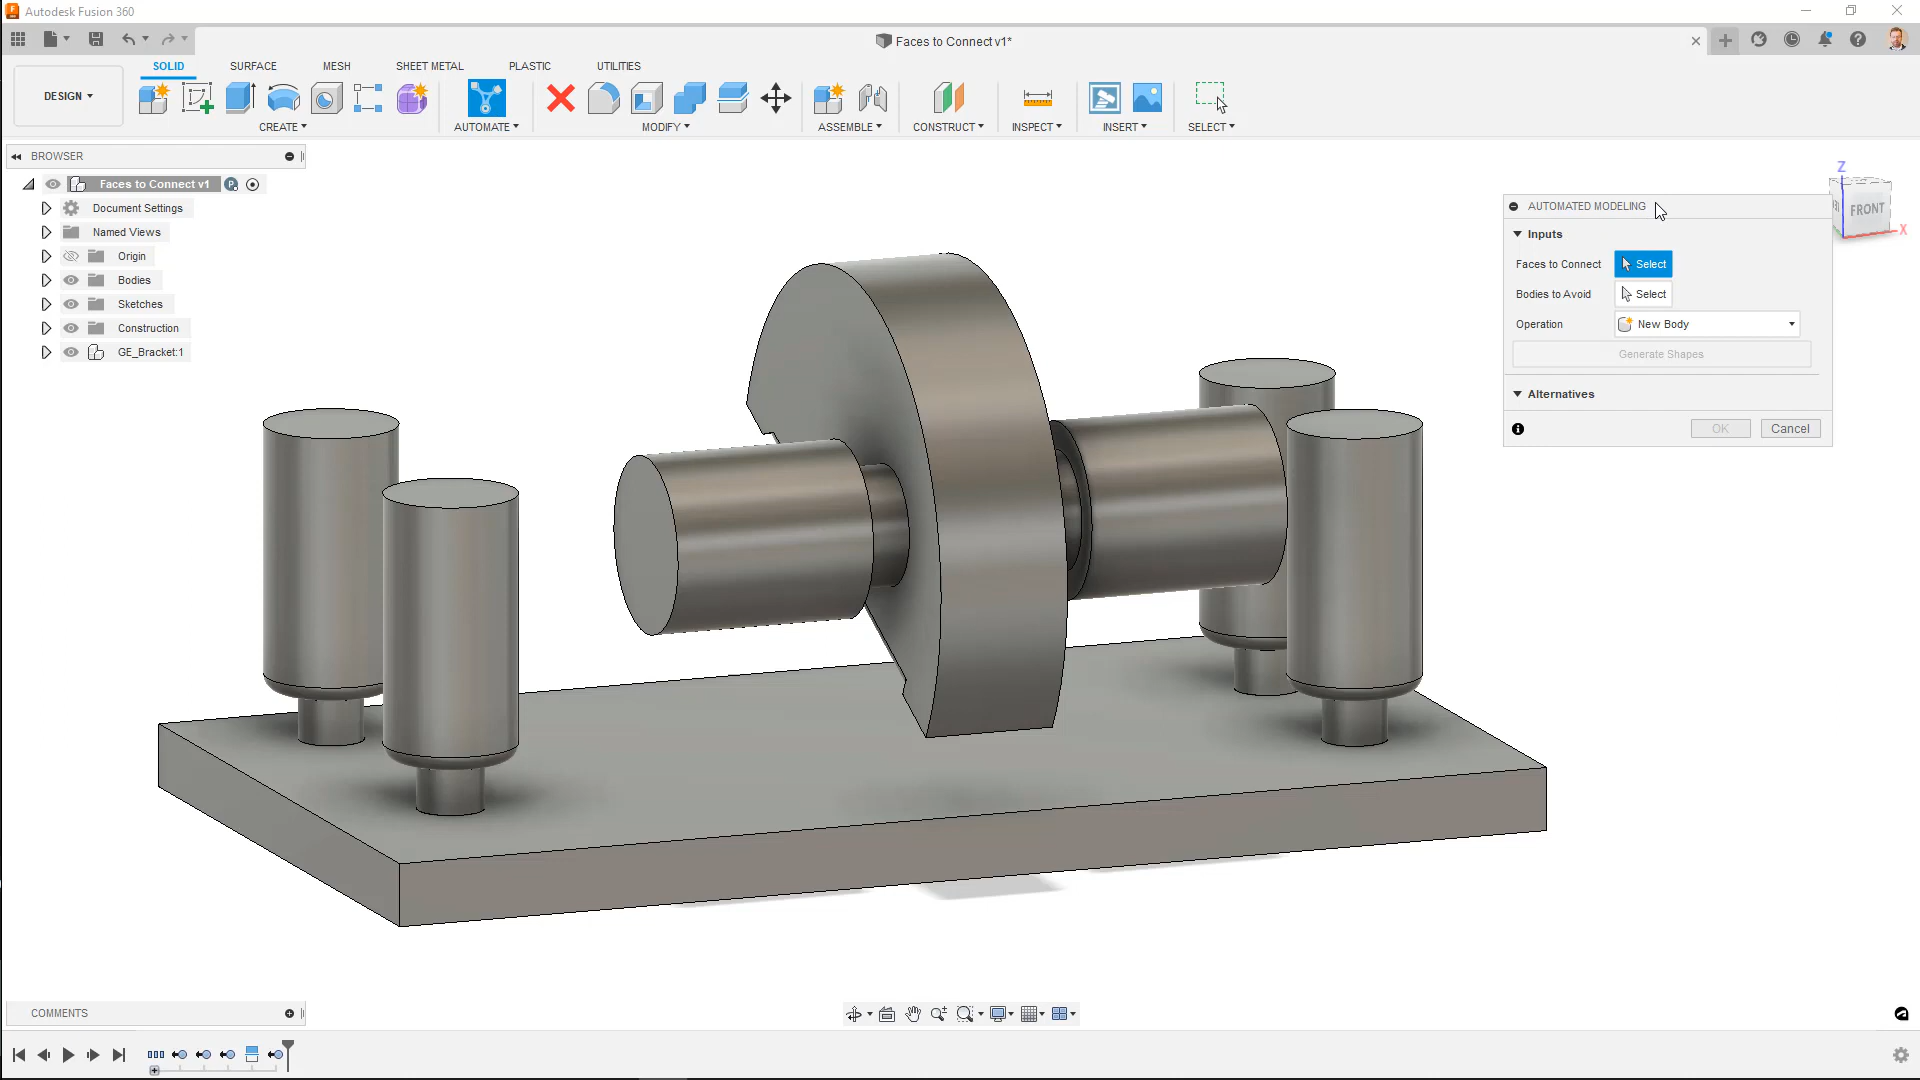 Autodesk Fusion 360
Faces to Connect v1*
DESIGN
SOLID
SURFACE
MESH
SHEET METAL
PLASTIC
UTILITIES
CREATE
AUTOMATE
MODIFY
ASSEMBLE
CONSTRUCT
INSPECT
INSERT
SELECT
BROWSER
Faces to Connect v1
Document Settings
Named Views
Origin
Bodies
Sketches
Construction
GE_Bracket:1
Z
FRONT
X
AUTOMATED MODELING
Inputs
Faces to Connect Select
Bodies to Avoid Select
Operation New Body
Generate Shapes
Alternatives
OK Cancel
COMMENTS